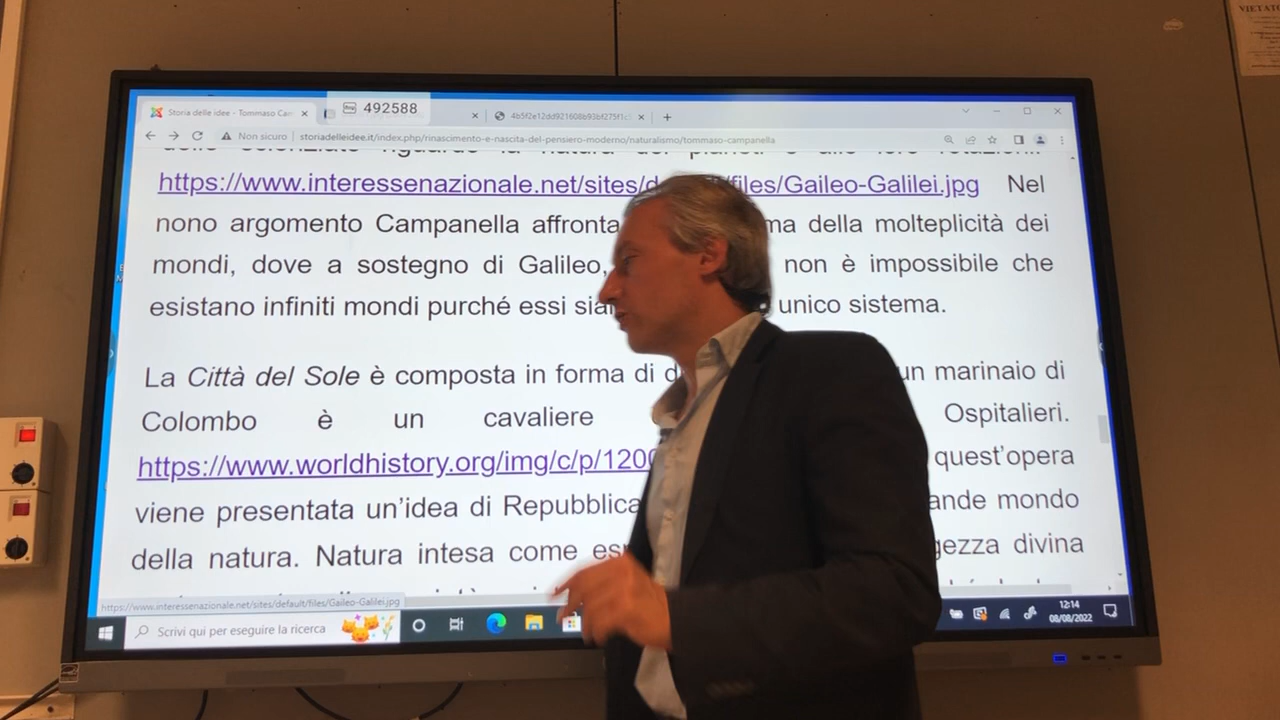 VIETATO
Storia delle idee - Tommaso Car
492588
4b5f2e12dd921608b93bf275f1c
Non sicuro storiadelleidee.it/index.php/rinascimento-e-nascita-del-pensiero-moderno/naturalismo/tommaso-campanella
https://www.interessenazionale.net/sites/d /files/Gaileo-Galilei.jpg Nel
nono argomento Campanella affronta ma della molteplicità dei
mondi, dove a sostegno di Galileo, non è impossibile che
esistano infiniti mondi purché essi sia unico sistema.
La Città del Sole è composta in forma di d un marinaio di
Colombo è un cavaliere Ospitalieri.
https://www.worldhistory.org/img/c/p/1200 quest'opera
viene presentata un'idea di Repubblica ande mondo
della natura. Natura intesa come es gezza divina
https://www.interessenazionale.net/sites/default/files/Gaileo-Galilei.jpg
Scrivi qui per eseguire la ricerca
12:14
08/08/2022